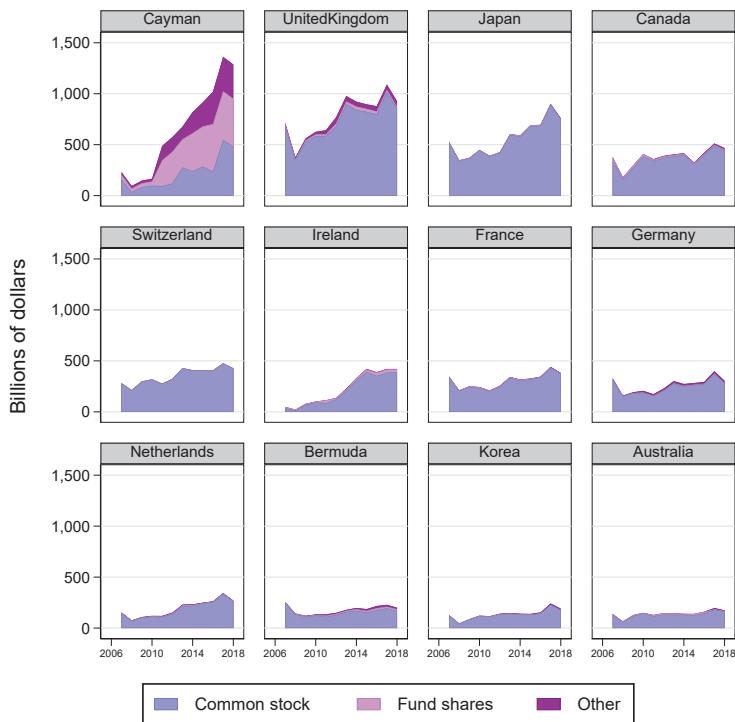 Cayman UnitedKingdom Japan Canada
1,500
1,000
500
0
Switzerland Ireland France Germany
1,500
1,000
500
0
Billions of dollars
Netherlands Bermuda Korea Australia
1,500
1,000
500
0
2006 2010 2014 2018 2006 2010 2014 2018 2006 2010 2014 2018 2006 2010 2014 2018
Common stock Fund shares Other